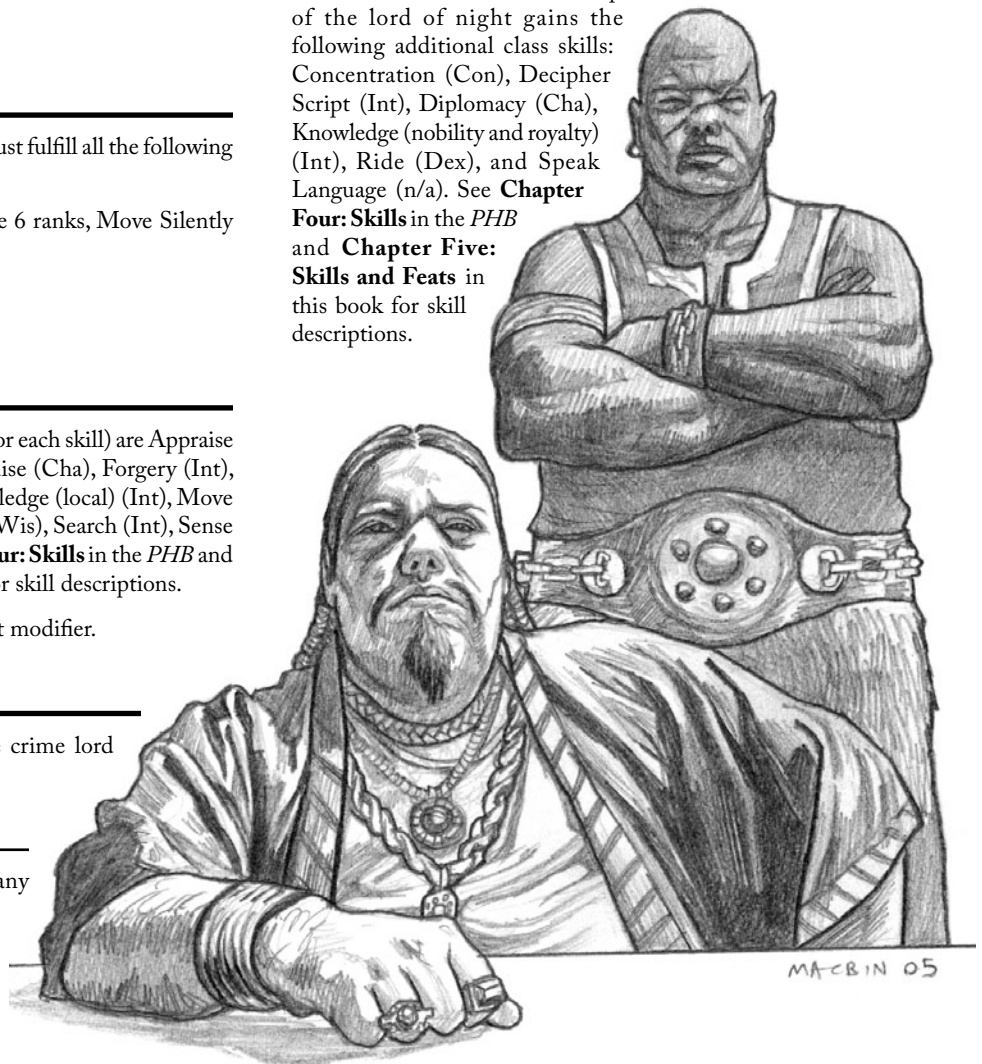 ust fulfill all the following
e 6 ranks, Move Silently
or each skill) are Appraise
ise (Cha), Forgery (Int),
ledge (local) (Int), Move
Wis), Search (Int), Sense
ur: Skills in the PHB and
or skill descriptions.
t modifier.
crime lord
any
of the lord of night gains the
following additional class skills:
Concentration (Con), Decipher
Script (Int), Diplomacy (Cha),
Knowledge (nobility and royalty)
(Int), Ride (Dex), and Speak
Language (n/a). See Chapter
Four: Skills in the PHB
and Chapter Five:
Skills and Feats in
this book for skill
descriptions.
MACBIN 05